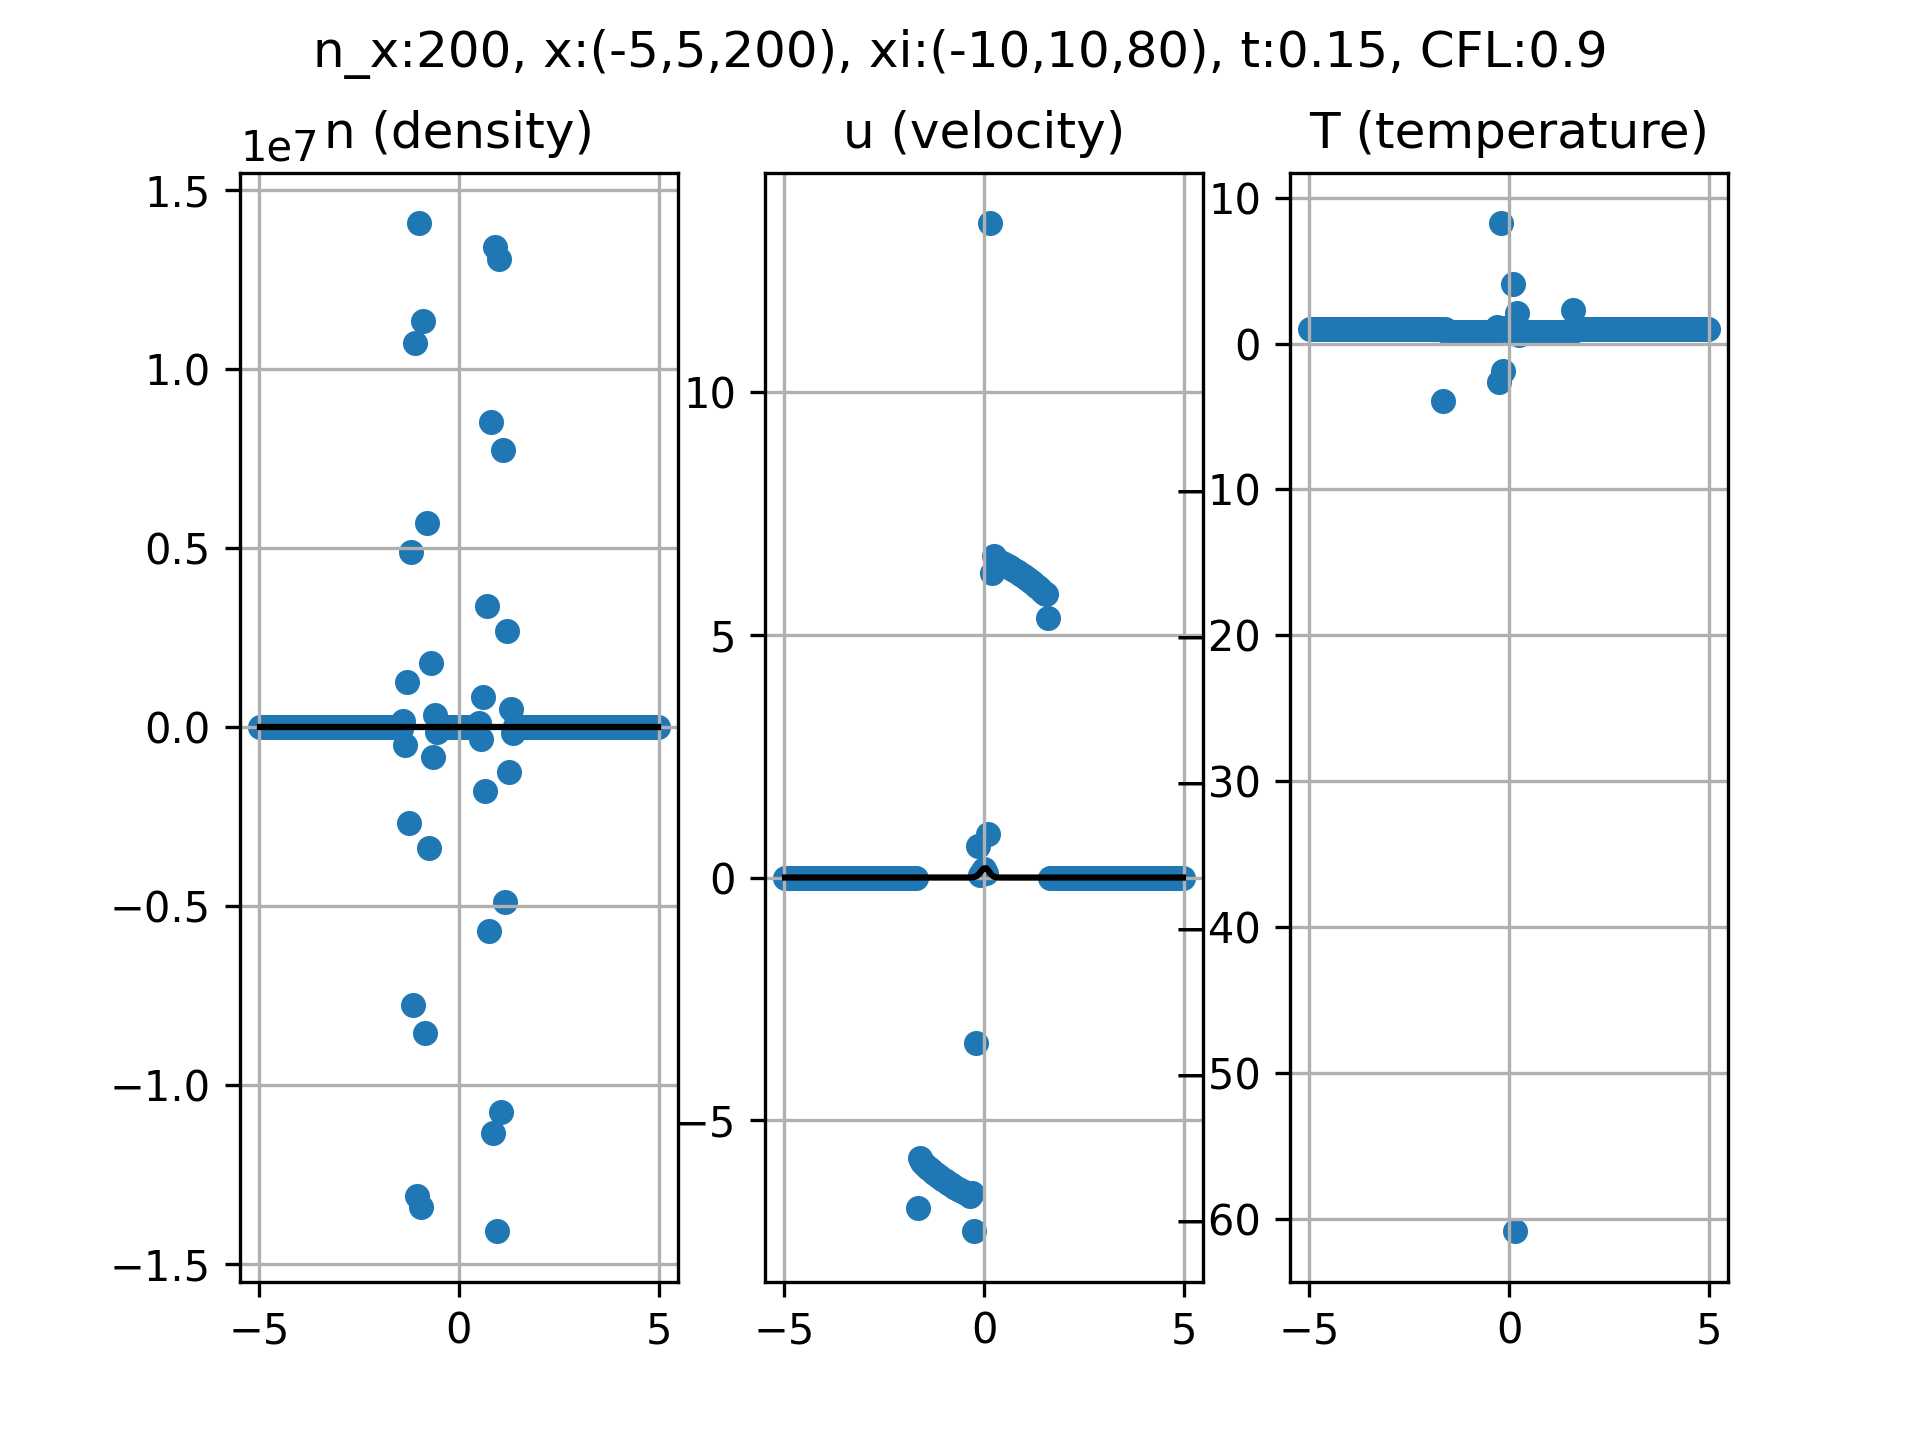 n_x:200, x:(-5,5,200), xi:(-10,10,80), t:0.15, CFL:0.9
n (density)
u (velocity)
T (temperature)
1e7
1.5
1.0
0.5
0.0
−0.5
−1.0
−1.5
−5 0 5
10
5
0
−5
−5 0 5
10
0
−10
−20
−30
−40
−50
−60
−5 0 5